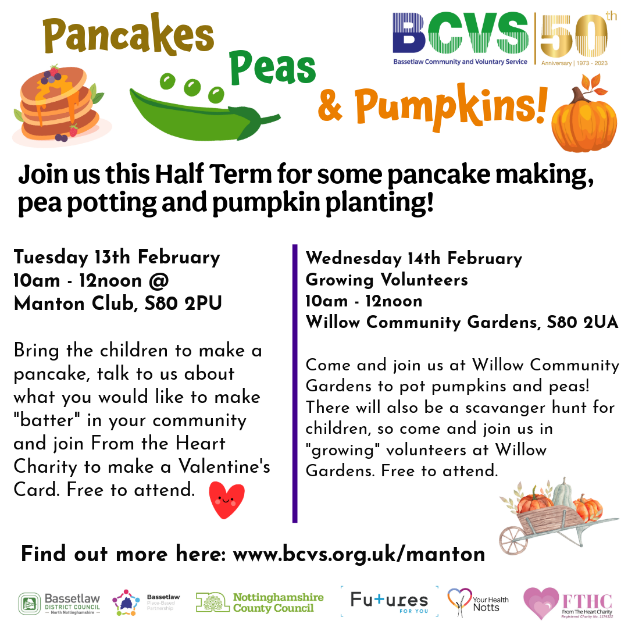 Pancakes
Peas
& Pumpkins!
BCVS 50th
Bassetlaw Community and Voluntary Service
Anniversary | 1973 - 2023
Join us this Half Term for some pancake making,
pea potting and pumpkin planting!
Tuesday 13th February
10am - 12noon @
Manton Club, S80 2PU
Bring the children to make a
pancake, talk to us about
what you would like to make
"batter" in your community
and join From the Heart
Charity to make a Valentine's
Card. Free to attend.
Wednesday 14th February
Growing Volunteers
10am - 12noon
Willow Community Gardens, S80 2UA
Come and join us at Willow Community
Gardens to pot pumpkins and peas!
There will also be a scavanger hunt for
children, so come and join us in
"growing" volunteers at Willow
Gardens. Free to attend.
Find out more here: www.bcvs.org.uk/manton
Bassetlaw
DISTRICT COUNCIL
North Nottinghamshire
Bassetlaw
Partnership
Nottinghamshire
County Council
Futures
FOR YOU
Your Health
Notts
FTHC
From The Heart Charity